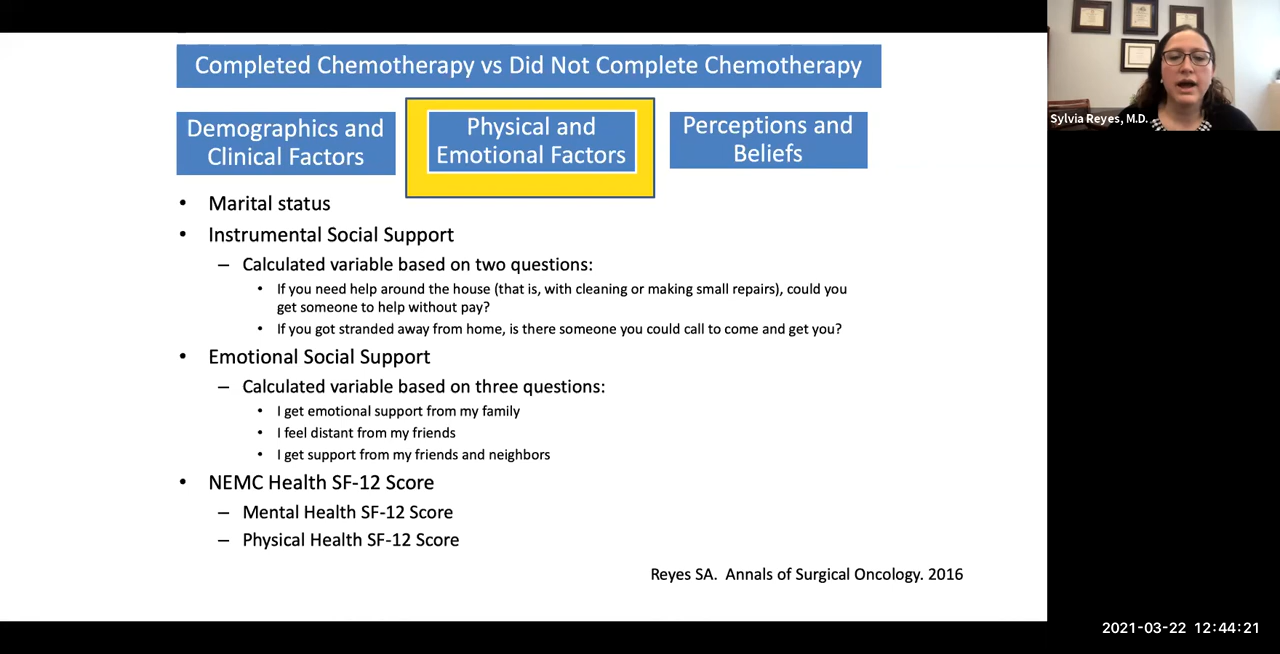 Completed Chemotherapy vs Did Not Complete Chemotherapy
Demographics and
Clinical Factors
Physical and
Emotional Factors
Perceptions and
Beliefs
• Marital status
• Instrumental Social Support
– Calculated variable based on two questions:
• If you need help around the house (that is, with cleaning or making small repairs), could you
get someone to help without pay?
• If you got stranded away from home, is there someone you could call to come and get you?
• Emotional Social Support
– Calculated variable based on three questions:
• I get emotional support from my family
• I feel distant from my friends
• I get support from my friends and neighbors
• NEMC Health SF-12 Score
– Mental Health SF-12 Score
– Physical Health SF-12 Score
Reyes SA. Annals of Surgical Oncology. 2016
Sylvia Reyes, M.D.
2021-03-22 12:44:21